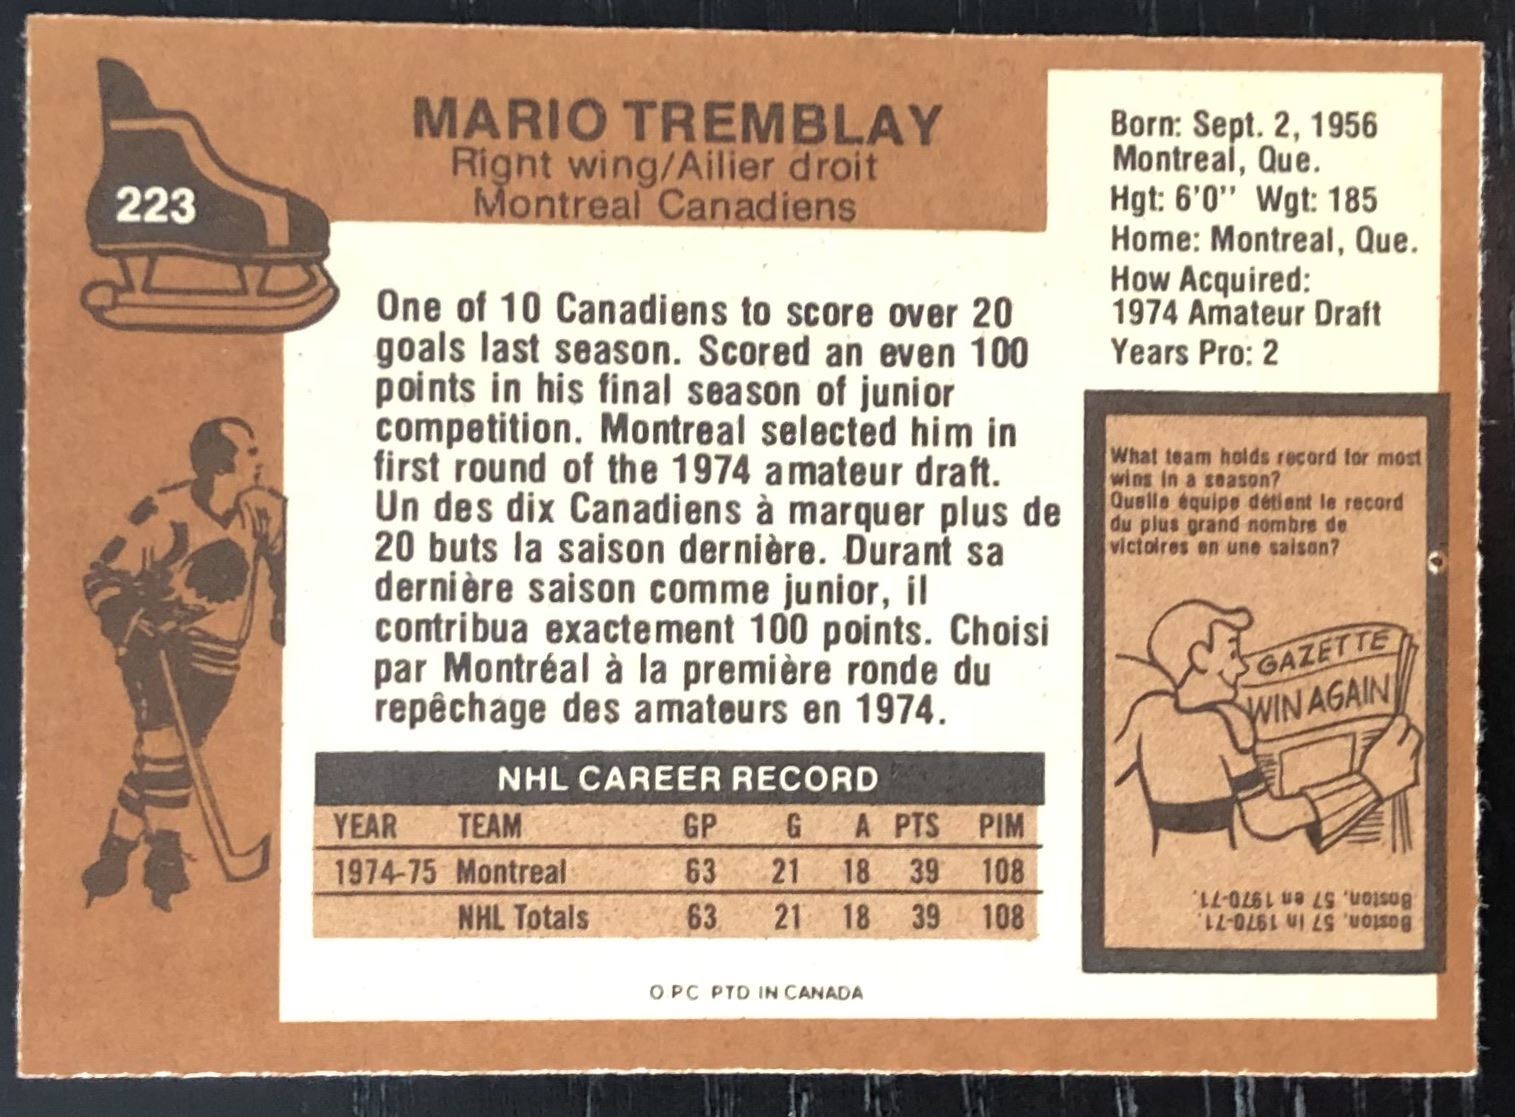 223
MARIO TREMBLAY
Right wing/Ailier droit
Montreal Canadiens
Born: Sept. 2, 1956
Montreal, Que.
Hgt: 6'0" Wgt: 185
Home: Montreal, Que.
How Acquired:
1974 Amateur Draft
Years Pro: 2
One of 10 Canadiens to score over 20
goals last season. Scored an even 100
points in his final season of junior
competition. Montreal selected him in
first round of the 1974 amateur draft.
Un des dix Canadiens à marquer plus de
20 buts la saison dernière. Durant sa
dernière saison comme junior, il
contribua exactement 100 points. Choisi
par Montréal à la première ronde du
repêchage des amateurs en 1974.
NHL CAREER RECORD
YEAR TEAM GP G A PTS PIM
1974-75 Montreal 63 21 18 39 108
NHL Totals 63 21 18 39 108
O.P.C. PTD IN CANADA
What team holds record for most
wins in a season?
Quelle équipe détient le record
du plus grand nombre de
victoires en une saison?
GAZETTE
WIN AGAIN
Boston, 57 in 1970-71.
Boston, 57 en 1970-71.